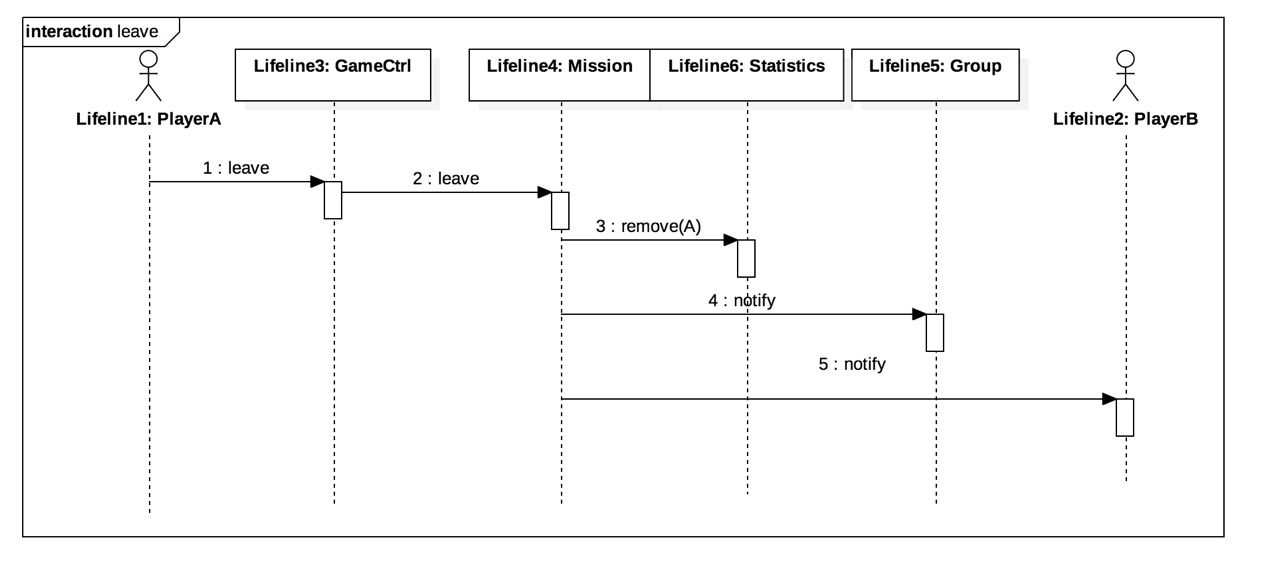 interaction leave
Lifeline3: GameCtrl
Lifeline4: Mission
Lifeline6: Statistics
Lifeline5: Group
Lifeline1: PlayerA
Lifeline2: PlayerB
1 : leave
2 : leave
3 : remove(A)
4 : notify
5 : notify